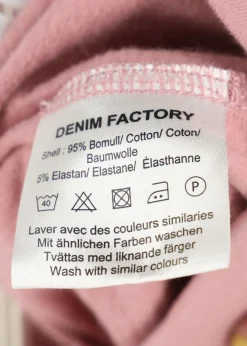 DENIM FACTORY
Shell : 95% Bomull/ Cotton/ Coton/
Baumwolle
5% Elastan/ Elastane/ Élasthanne
40 P
Laver avec des couleurs similaries
Mit ähnlichen Farben waschen
Tvättas med liknande färger
Wash with similar colours